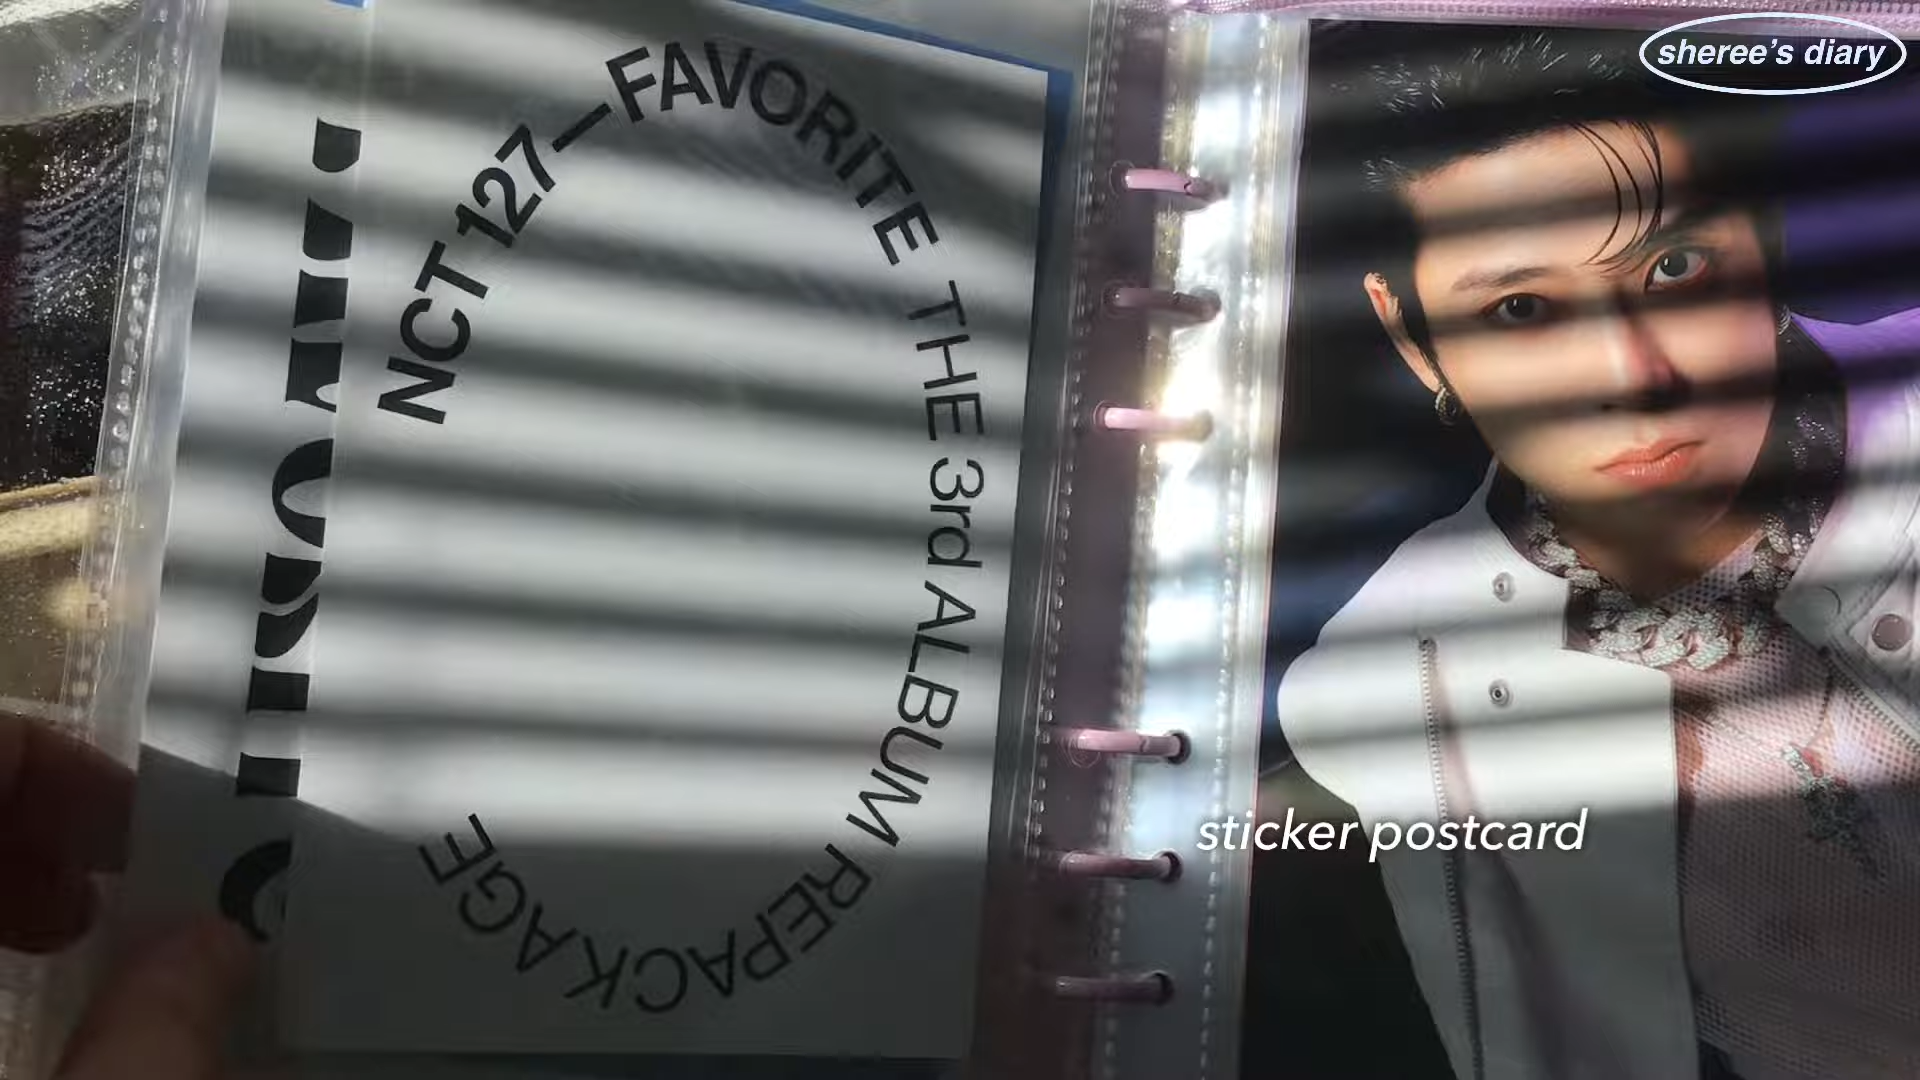 sheree's diary
NCT 127—FAVORITE THE 3rd ALBUM REPACKAGE
sticker postcard